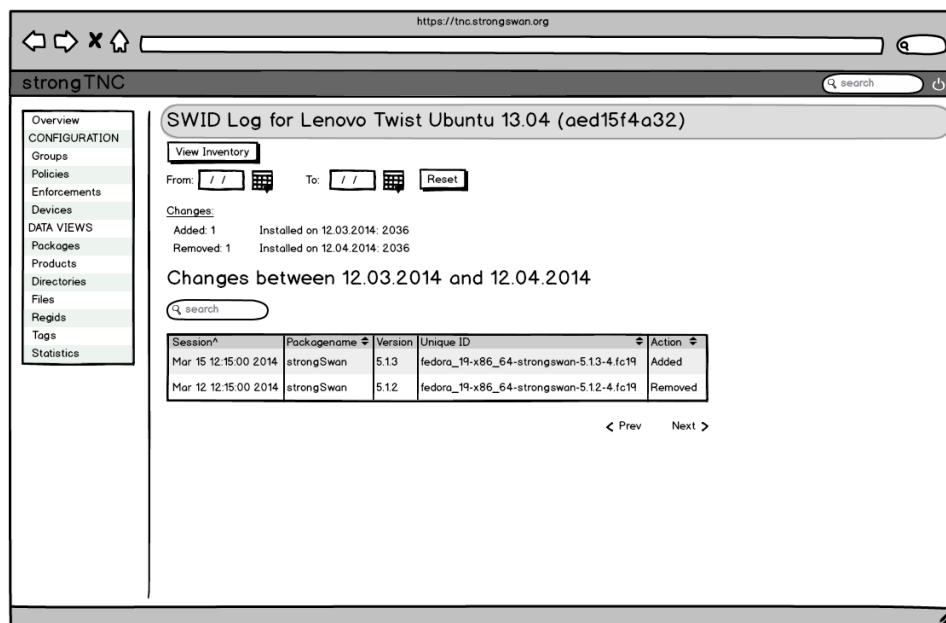 https://tnc.strongswan.org
strongTNC
search
Overview
CONFIGURATION
Groups
Policies
Enforcements
Devices
DATA VIEWS
Packages
Products
Directories
Files
Regids
Tags
Statistics
SWID Log for Lenovo Twist Ubuntu 13.04 (aed15f4a32)
View Inventory
From: / / To: / / Reset
Changes:
Added: 1 Installed on 12.03.2014: 2036
Removed: 1 Installed on 12.04.2014: 2036
Changes between 12.03.2014 and 12.04.2014
search
Session^ Packagename Version Unique ID Action
Mar 15 12:15:00 2014 strongSwan 5.1.3 fedora_19-x86_64-strongswan-5.1.3-4.fc19 Added
Mar 12 12:15:00 2014 strongSwan 5.1.2 fedora_19-x86_64-strongswan-5.1.2-4.fc19 Removed
Prev Next